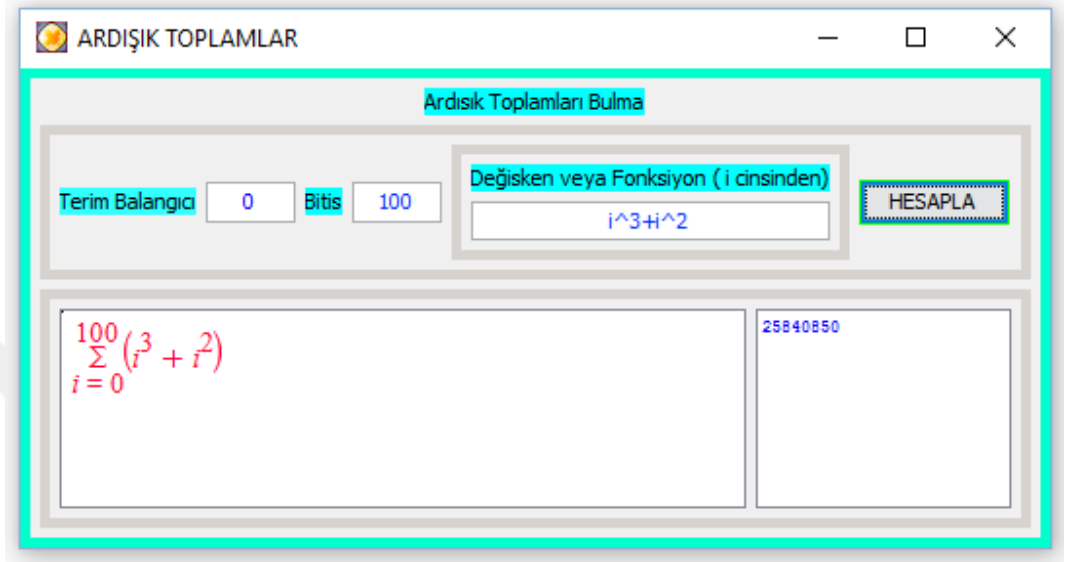 ARDIŞIK TOPLAMLAR
Ardısık Toplamları Bulma
Terim Balangıcı 0 Bitis 100
Değisken veya Fonksiyon ( i cinsinden)
i^3+i^2
HESAPLA
100
Σ (i³ + i²)
i = 0
25840850